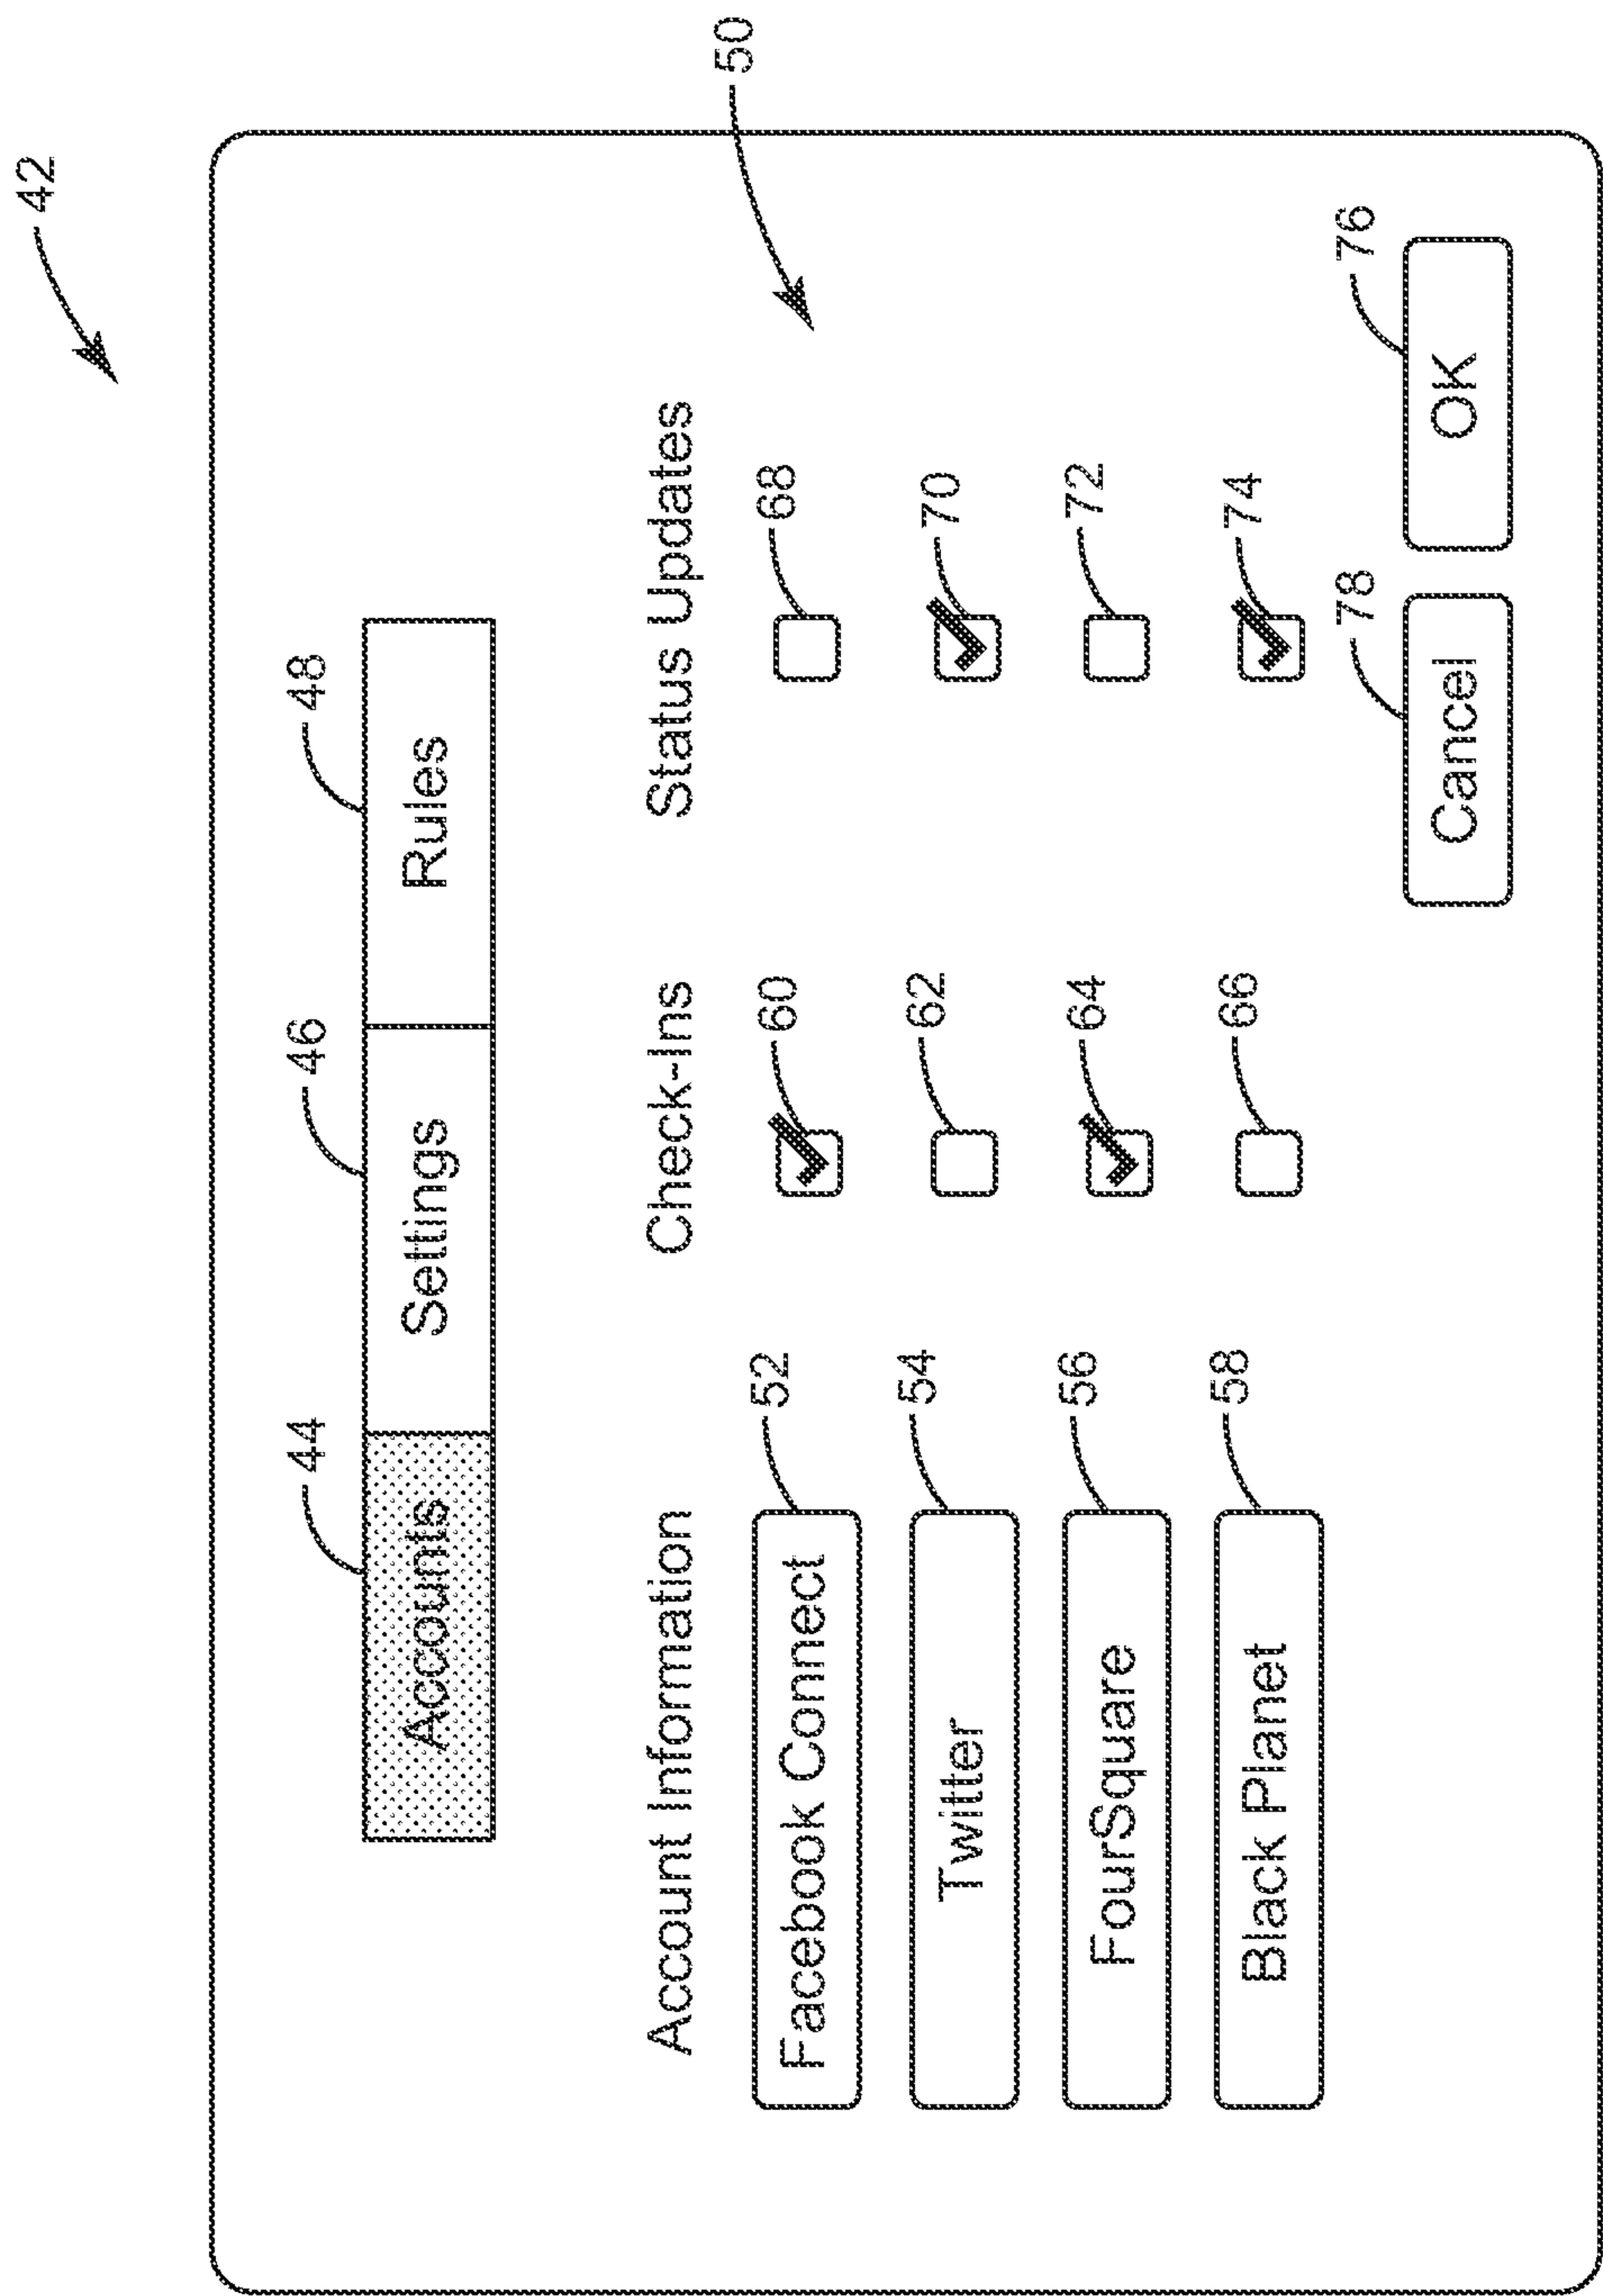 42
44 46 48
Accounts Settings Rules
50
Account Information Check-Ins Status Updates
52 60 68
Facebook Connect
54 62 70
Twitter
56 64 72
FourSquare
58 66 74
Black Planet
78 76
Cancel OK